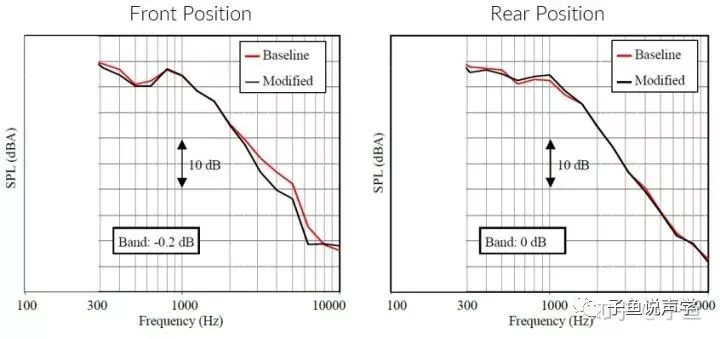 Front Position
Baseline
Modified
10 dB
Band: -0.2 dB
SPL (dBA)
100
300
1000
10000
Frequency (Hz)
Rear Position
Baseline
Modified
10 dB
Band: 0 dB
SPL (dBA)
100
300
1000
Frequency (Hz)
子鱼说声学